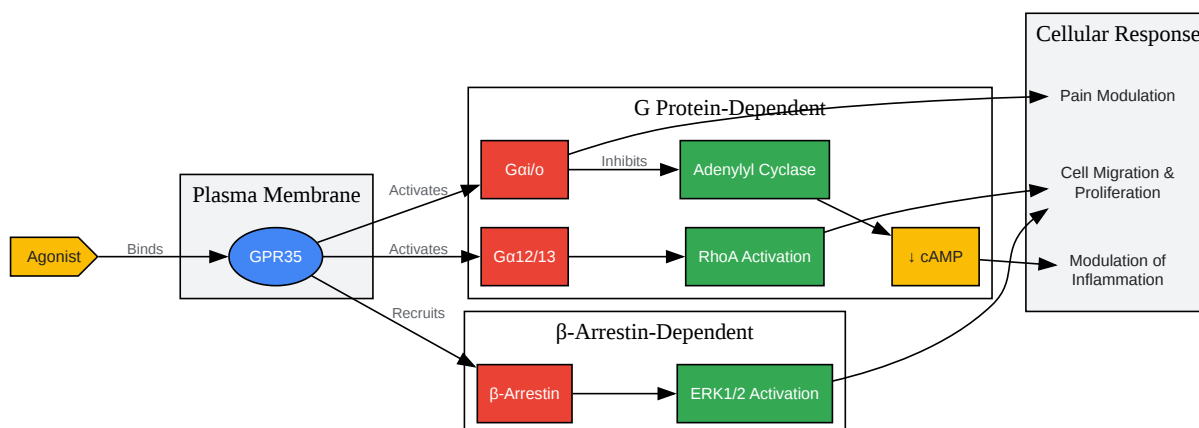 Cellular Response
Pain Modulation
G Protein-Dependent
Gαi/o
Inhibits
Adenylyl Cyclase
Cell Migration &
Proliferation
Plasma Membrane
Activates
Agonist
Binds
GPR35
Activates
Gα12/13
RhoA Activation
↓ cAMP
Modulation of
Inflammation
Recruits
β-Arrestin-Dependent
β-Arrestin
ERK1/2 Activation